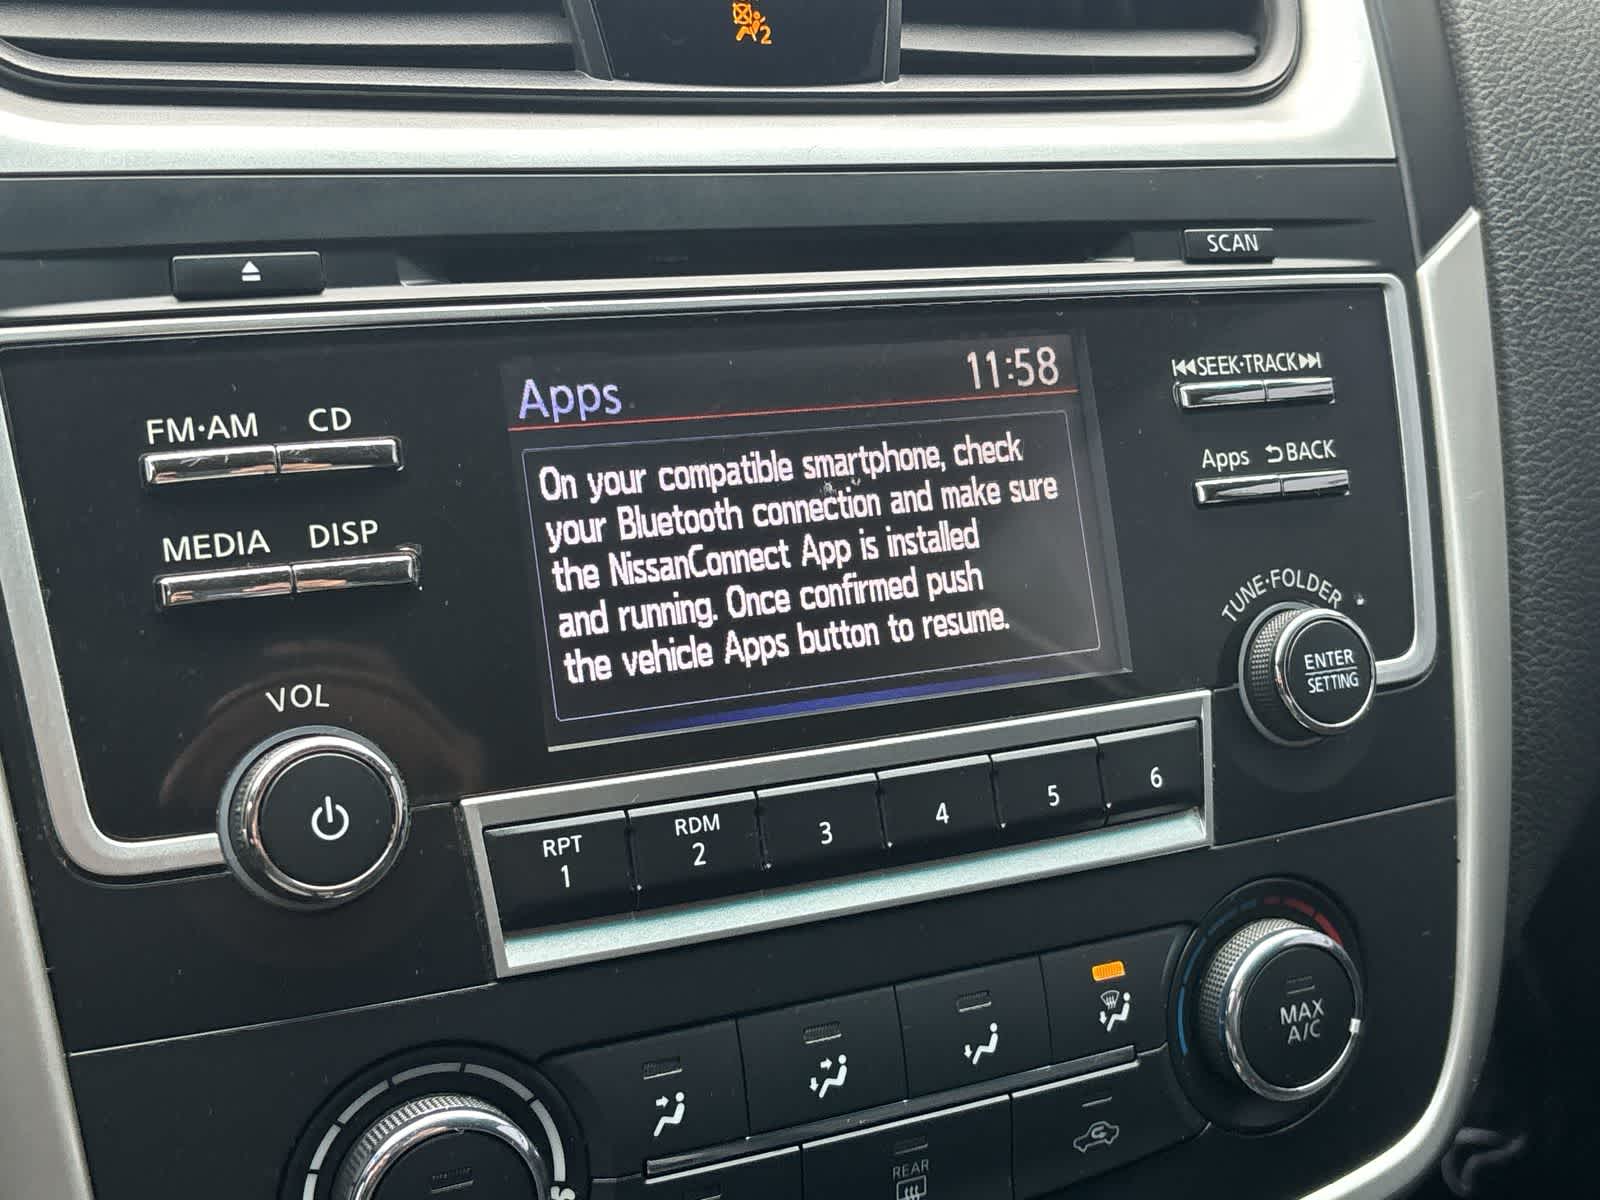 2
SCAN
SEEK·TRACK
FM·AM CD
Apps 11:58
Apps BACK
On your compatible smartphone, check
your Bluetooth connection and make sure
the NissanConnect App is installed
and running. Once confirmed push
the vehicle Apps button to resume.
MEDIA DISP
TUNE·FOLDER
ENTER
SETTING
VOL
RPT
1
RDM
2
3
4
5
6
MAX
A/C
REAR